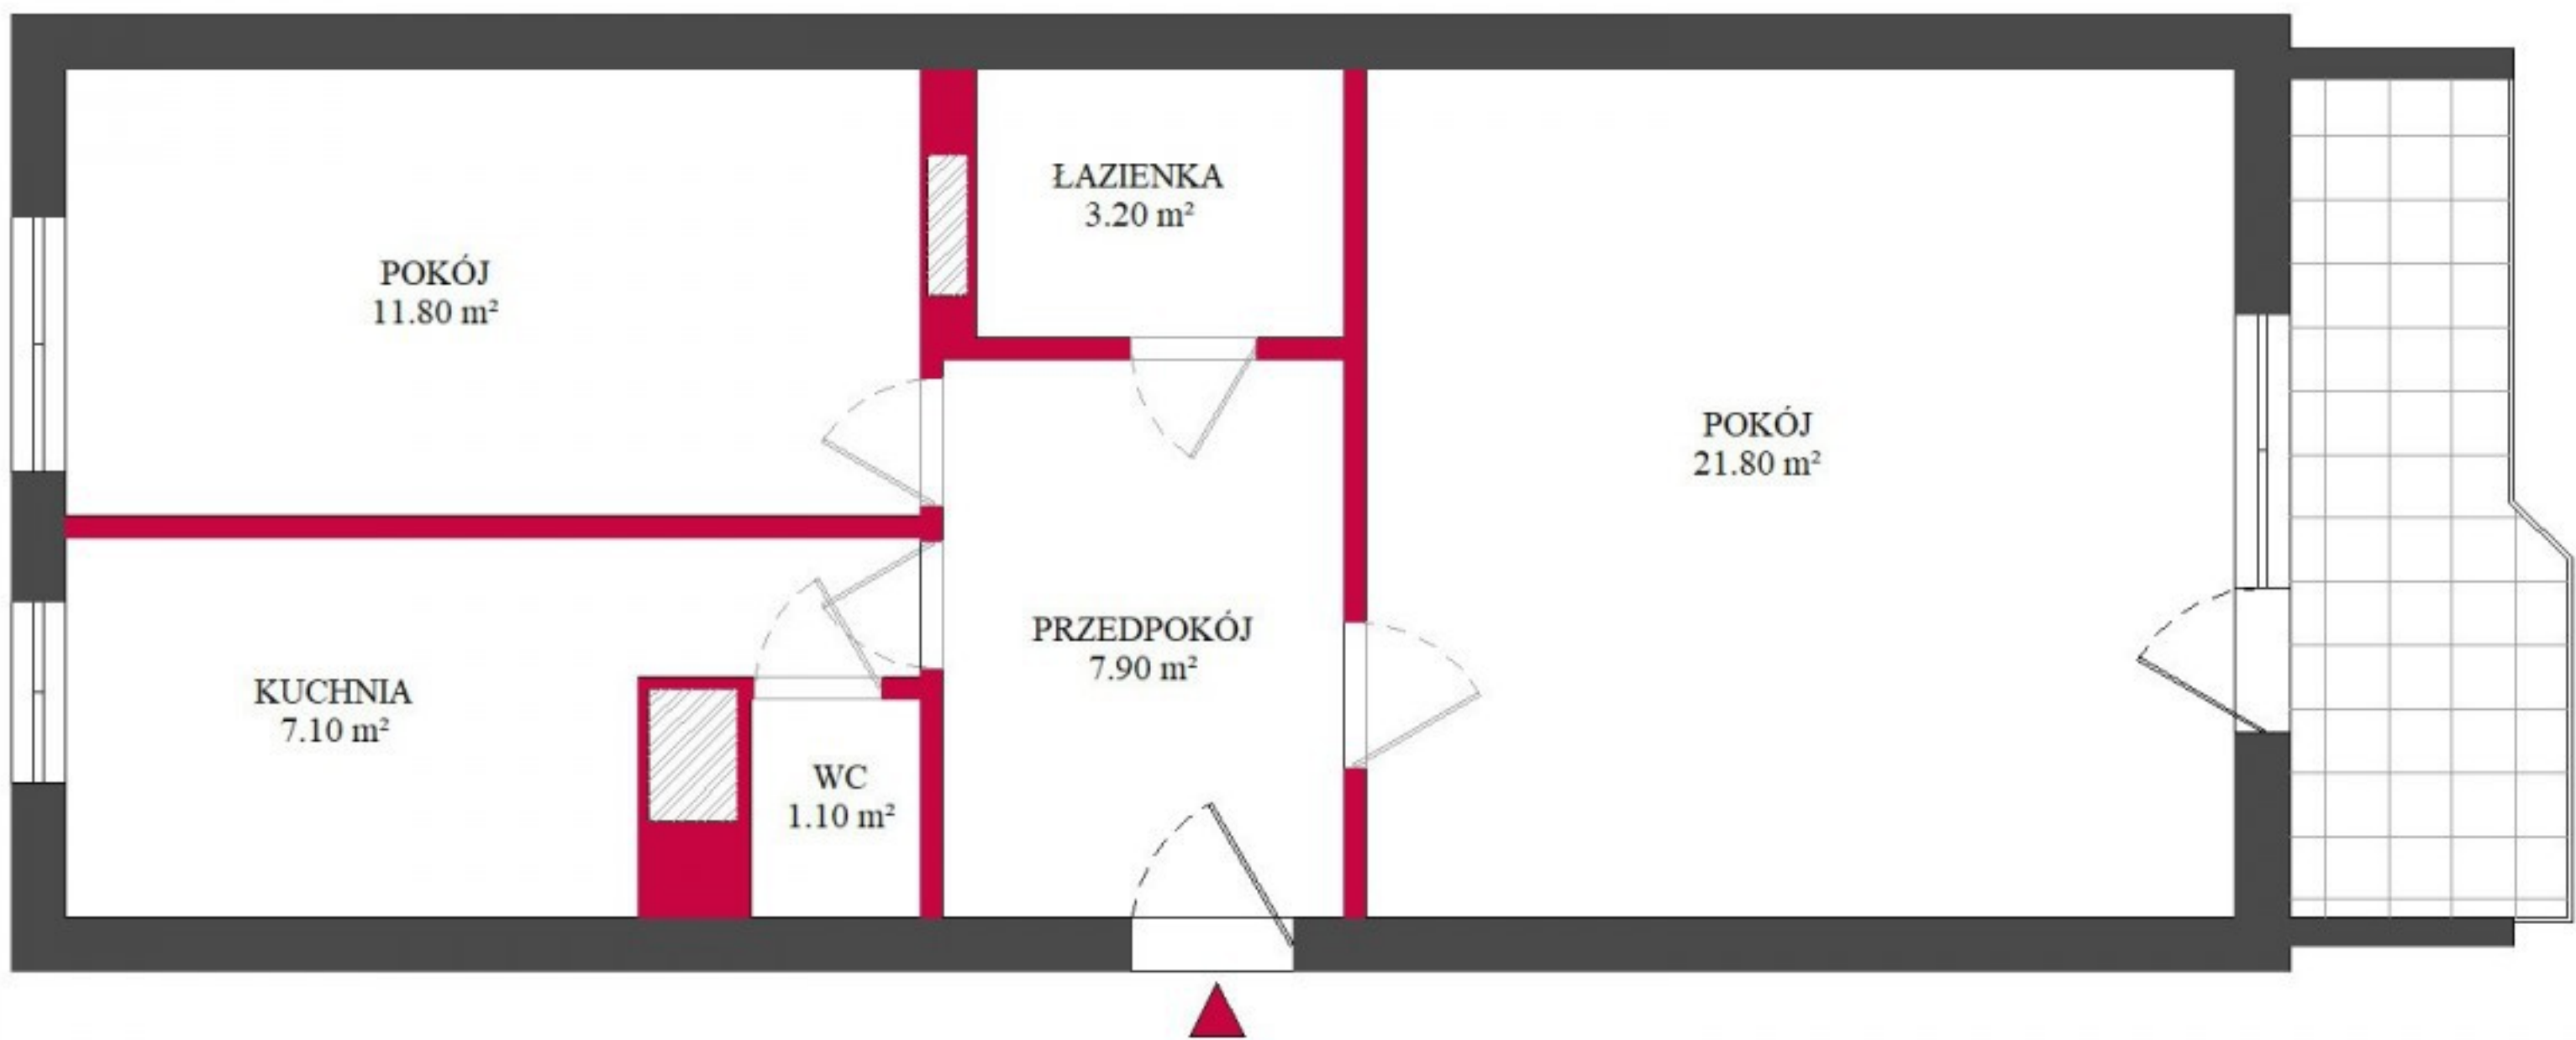 POKÓJ
11.80 m²
ŁAZIENKA
3.20 m²
POKÓJ
21.80 m²
PRZEDPOKÓJ
7.90 m²
KUCHNIA
7.10 m²
WC
1.10 m²